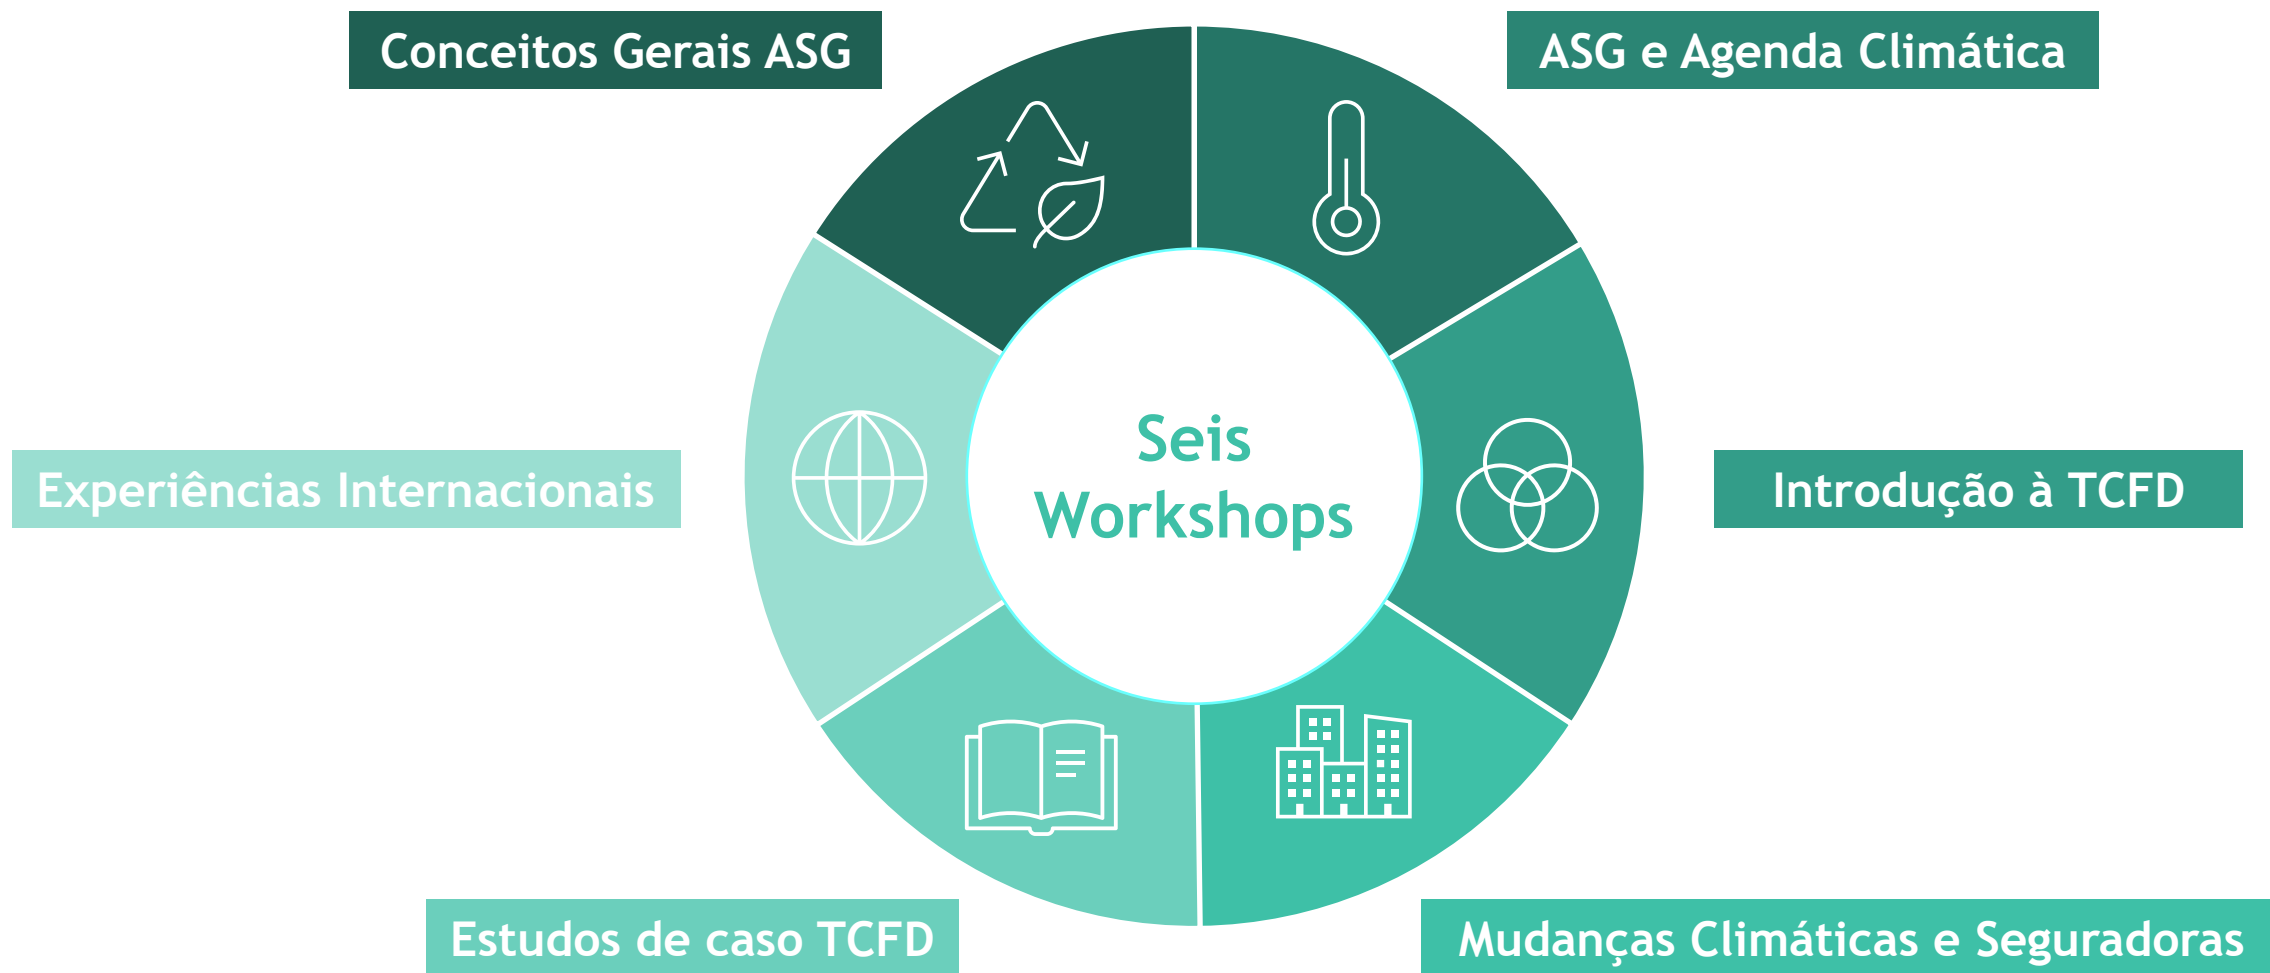 Conceitos Gerais ASG
ASG e Agenda Climática
Experiências Internacionais
Seis
Workshops
Introdução à TCFD
Estudos de caso TCFD
Mudanças Climáticas e Seguradoras